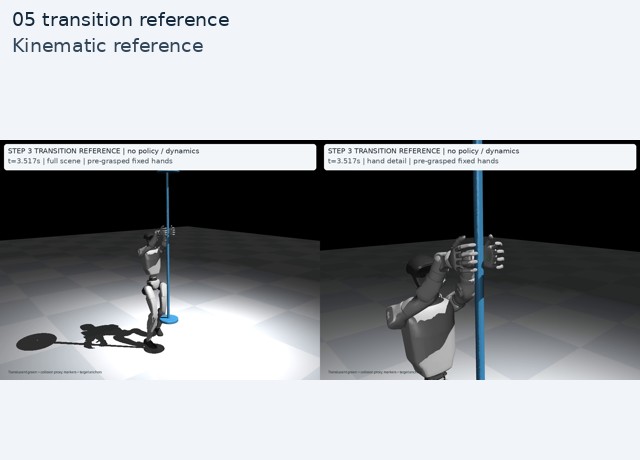 05 transition reference
Kinematic reference
STEP 3 TRANSITION REFERENCE | no policy / dynamics
t=3.517s | full scene | pre-grasped fixed hands
STEP 3 TRANSITION REFERENCE | no policy / dynamics
t=3.517s | hand detail | pre-grasped fixed hands